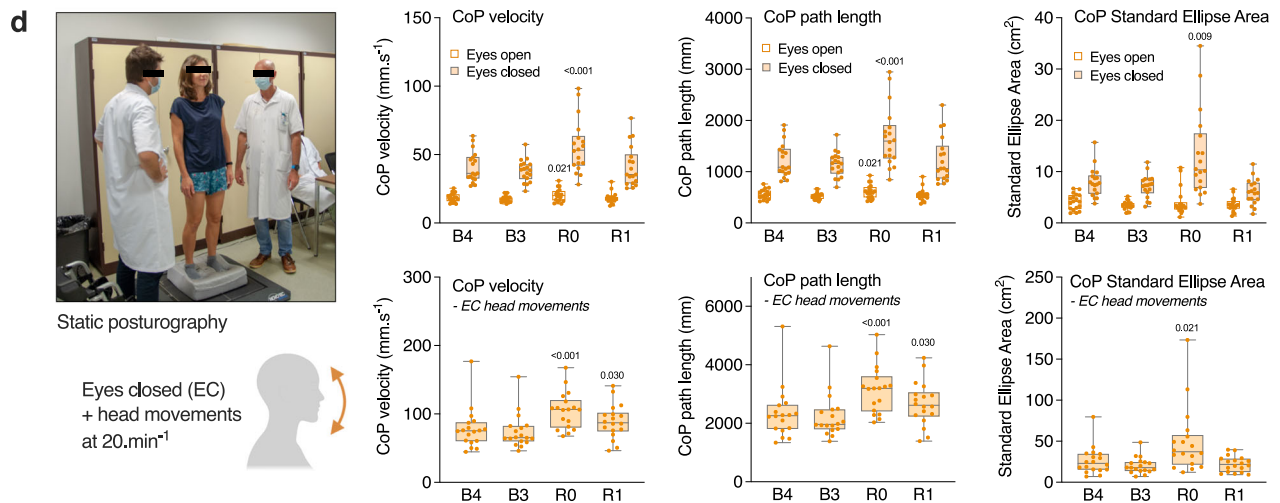 d
Static posturography
Eyes closed (EC)
+ head movements
at 20.min⁻¹
CoP velocity
CoP velocity (mm.s⁻¹)
150
100
50
0
Eyes open
Eyes closed
<0.001
0.021
B4 B3 R0 R1
CoP path length
CoP path length (mm)
4000
3000
2000
1000
0
Eyes open
Eyes closed
<0.001
0.021
B4 B3 R0 R1
CoP Standard Ellipse Area
Standard Ellipse Area (cm²)
40
30
20
10
0
Eyes open
Eyes closed
0.009
B4 B3 R0 R1
CoP velocity
- EC head movements
CoP velocity (mm.s⁻¹)
300
200
100
0
<0.001
0.030
B4 B3 R0 R1
CoP path length
- EC head movements
CoP path length (mm)
6000
4000
2000
0
<0.001
0.030
B4 B3 R0 R1
CoP Standard Ellipse Area
- EC head movements
Standard Ellipse Area (cm²)
250
200
150
100
50
0
0.021
B4 B3 R0 R1